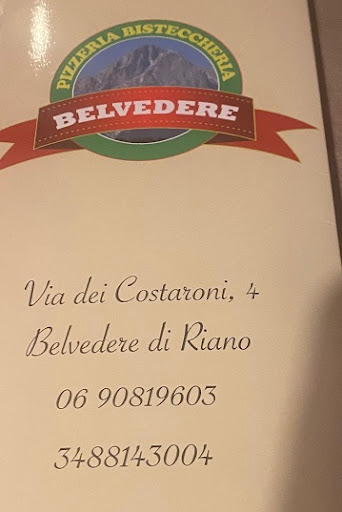 PIZZERIA BISTECCHERIA
BELVEDERE
Via dei Costaroni, 4
Belvedere di Riano
06 90819603
3488143004